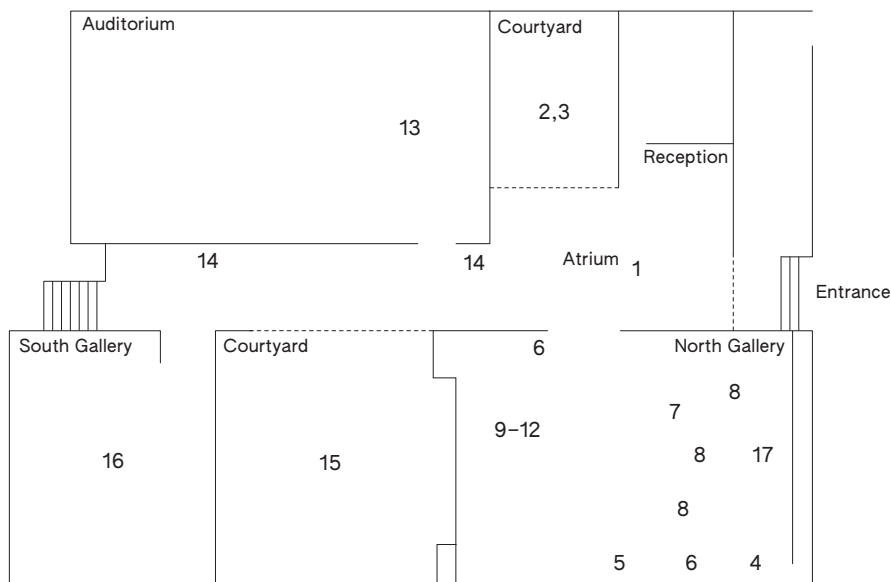 Auditorium
Courtyard
2,3
13
Reception
14
14
Atrium
1
Entrance
South Gallery
Courtyard
6
North Gallery
8
7
9–12
16
15
8
17
8
5
6
4